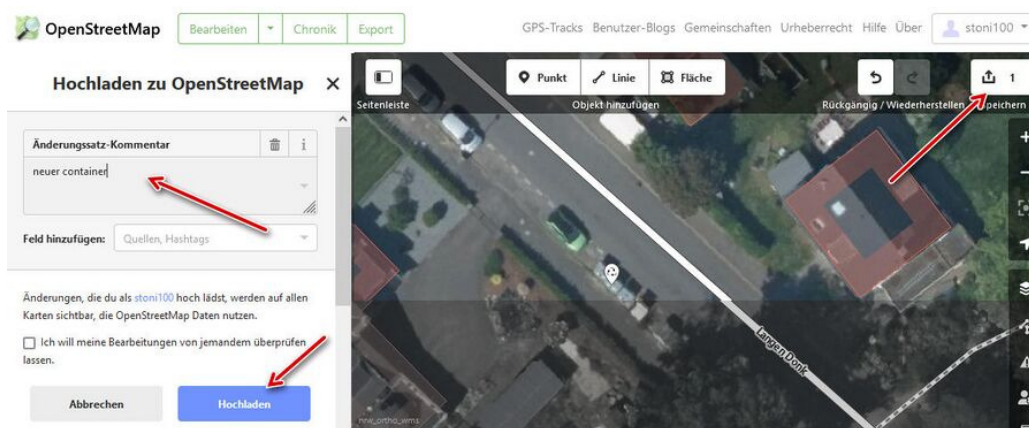 OpenStreetMap
Bearbeiten
Chronik
Export
GPS-Tracks
Benutzer-Blogs
Gemeinschaften
Urheberrecht
Hilfe
Über
stoni100
Hochladen zu OpenStreetMap
Änderungssatz-Kommentar
i
neuer container
Feld hinzufügen:
Quellen, Hashtags
Änderungen, die du als stoni100 hoch lädst, werden auf allen
Karten sichtbar, die OpenStreetMap Daten nutzen.
Ich will meine Bearbeitungen von jemandem überprüfen
lassen.
Abbrechen
Hochladen
Seitenleiste
Punkt
Linie
Fläche
Objekt hinzufügen
Rückgängig / Wiederherstellen
1
Speichern
Langen Donk
nrw_ortho_wms